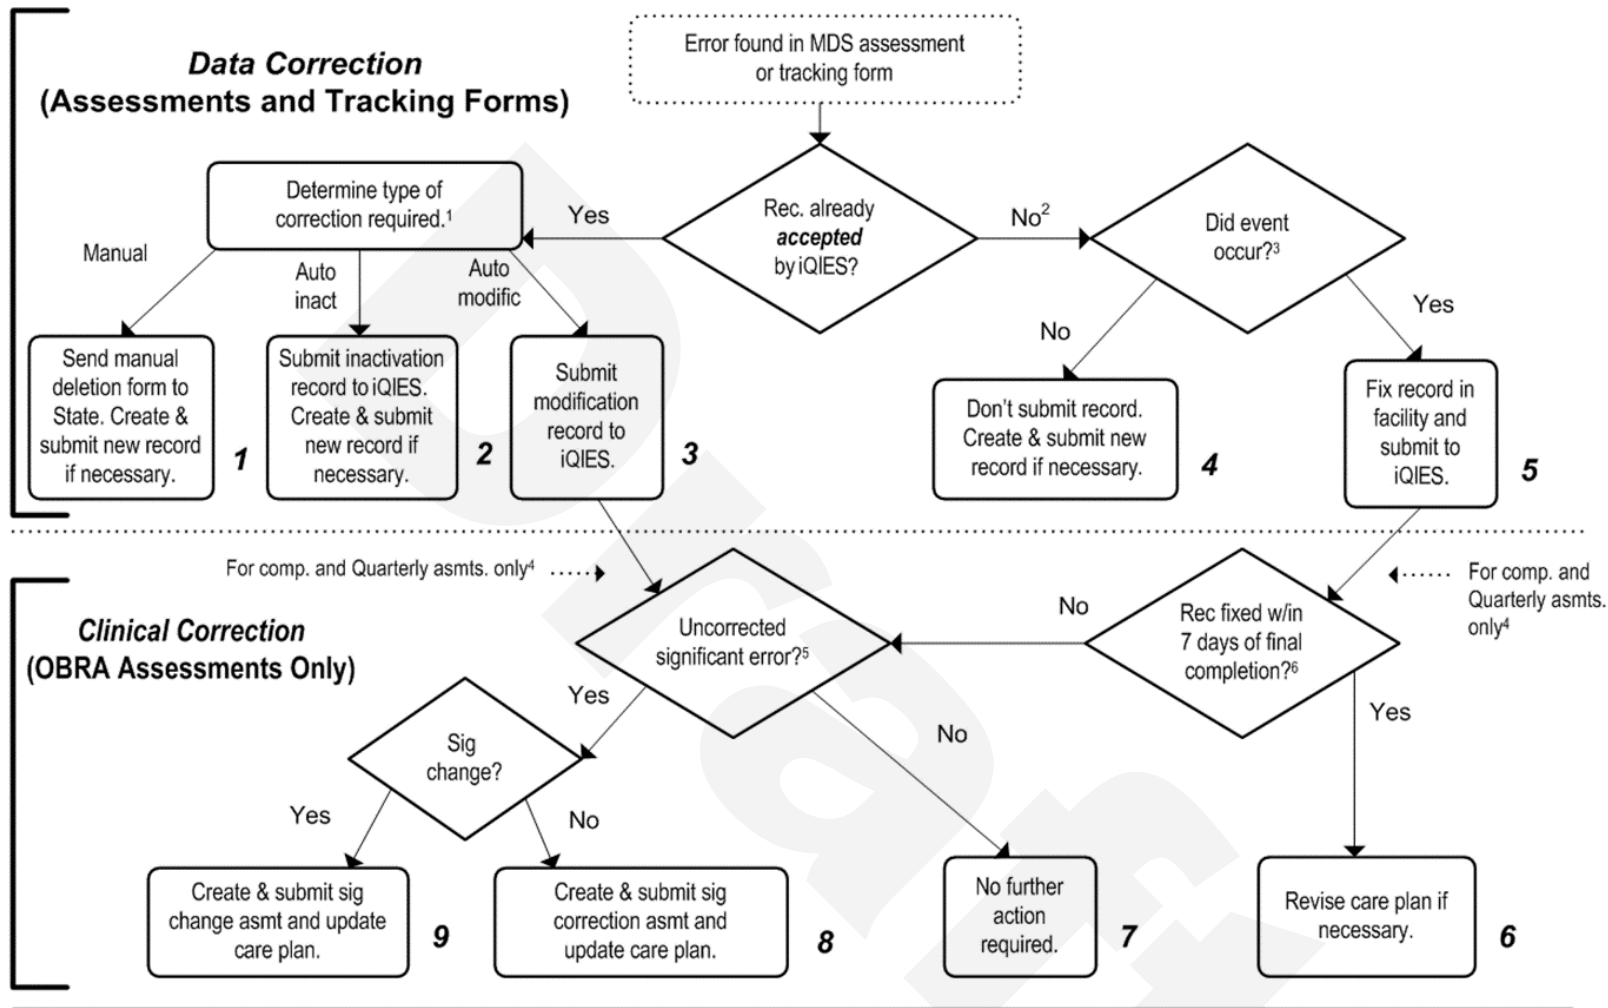 Data Correction
(Assessments and Tracking Forms)
Error found in MDS assessment
or tracking form
Determine type of
correction required.¹
Yes
Rec. already
accepted
by iQIES?
No²
Did event
occur?³
Manual
Auto
inact
Auto
modific
No
Yes
Send manual
deletion form to
State. Create &
submit new record
if necessary.
1
Submit inactivation
record to iQIES.
Create & submit
new record if
necessary.
2
Submit
modification
record to
iQIES.
3
Don't submit record.
Create & submit new
record if necessary.
4
Fix record in
facility and
submit to
iQIES.
5
For comp. and Quarterly asmts. only⁴
For comp. and
Quarterly asmts.
only⁴
Clinical Correction
(OBRA Assessments Only)
Uncorrected
significant error?⁵
No
Rec fixed w/in
7 days of final
completion?⁶
Yes
No
Yes
Sig
change?
Yes
No
Create & submit sig
change asmt and update
care plan.
9
Create & submit sig
correction asmt and
update care plan.
8
No further
action
required.
7
Revise care plan if
necessary.
6
Draft